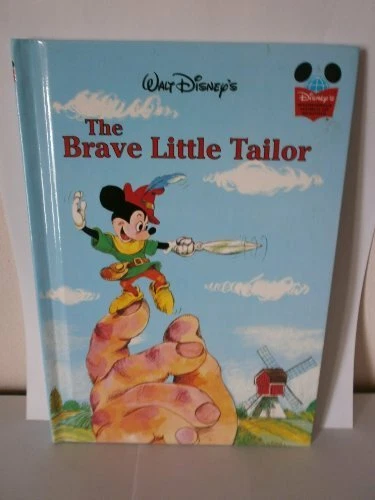 Walt Disney's
The
Brave Little Tailor
Disney's